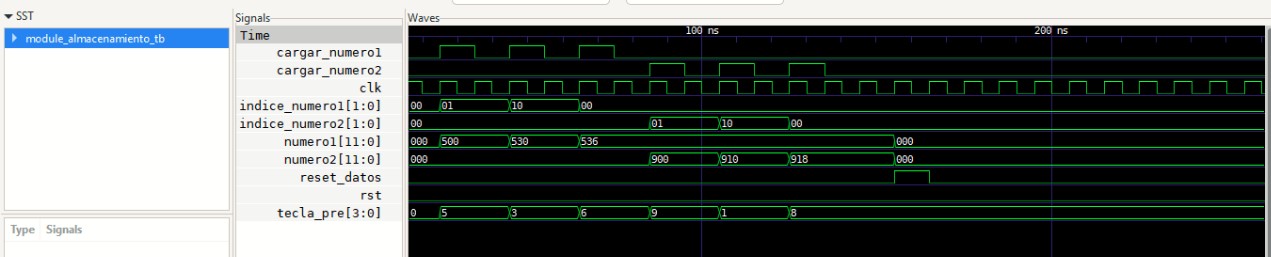 SST
module_almacenamiento_tb
Type Signals
Signals
Time
cargar_numero1
cargar_numero2
clk
indice_numero1[1:0]
indice_numero2[1:0]
numero1[11:0]
numero2[11:0]
reset_datos
rst
tecla_pre[3:0]
Waves
100 ns 200 ns
00 01 10 00
00 01 10 00
000 500 530 536 000
000 900 910 918 000
0 5 3 6 9 1 8